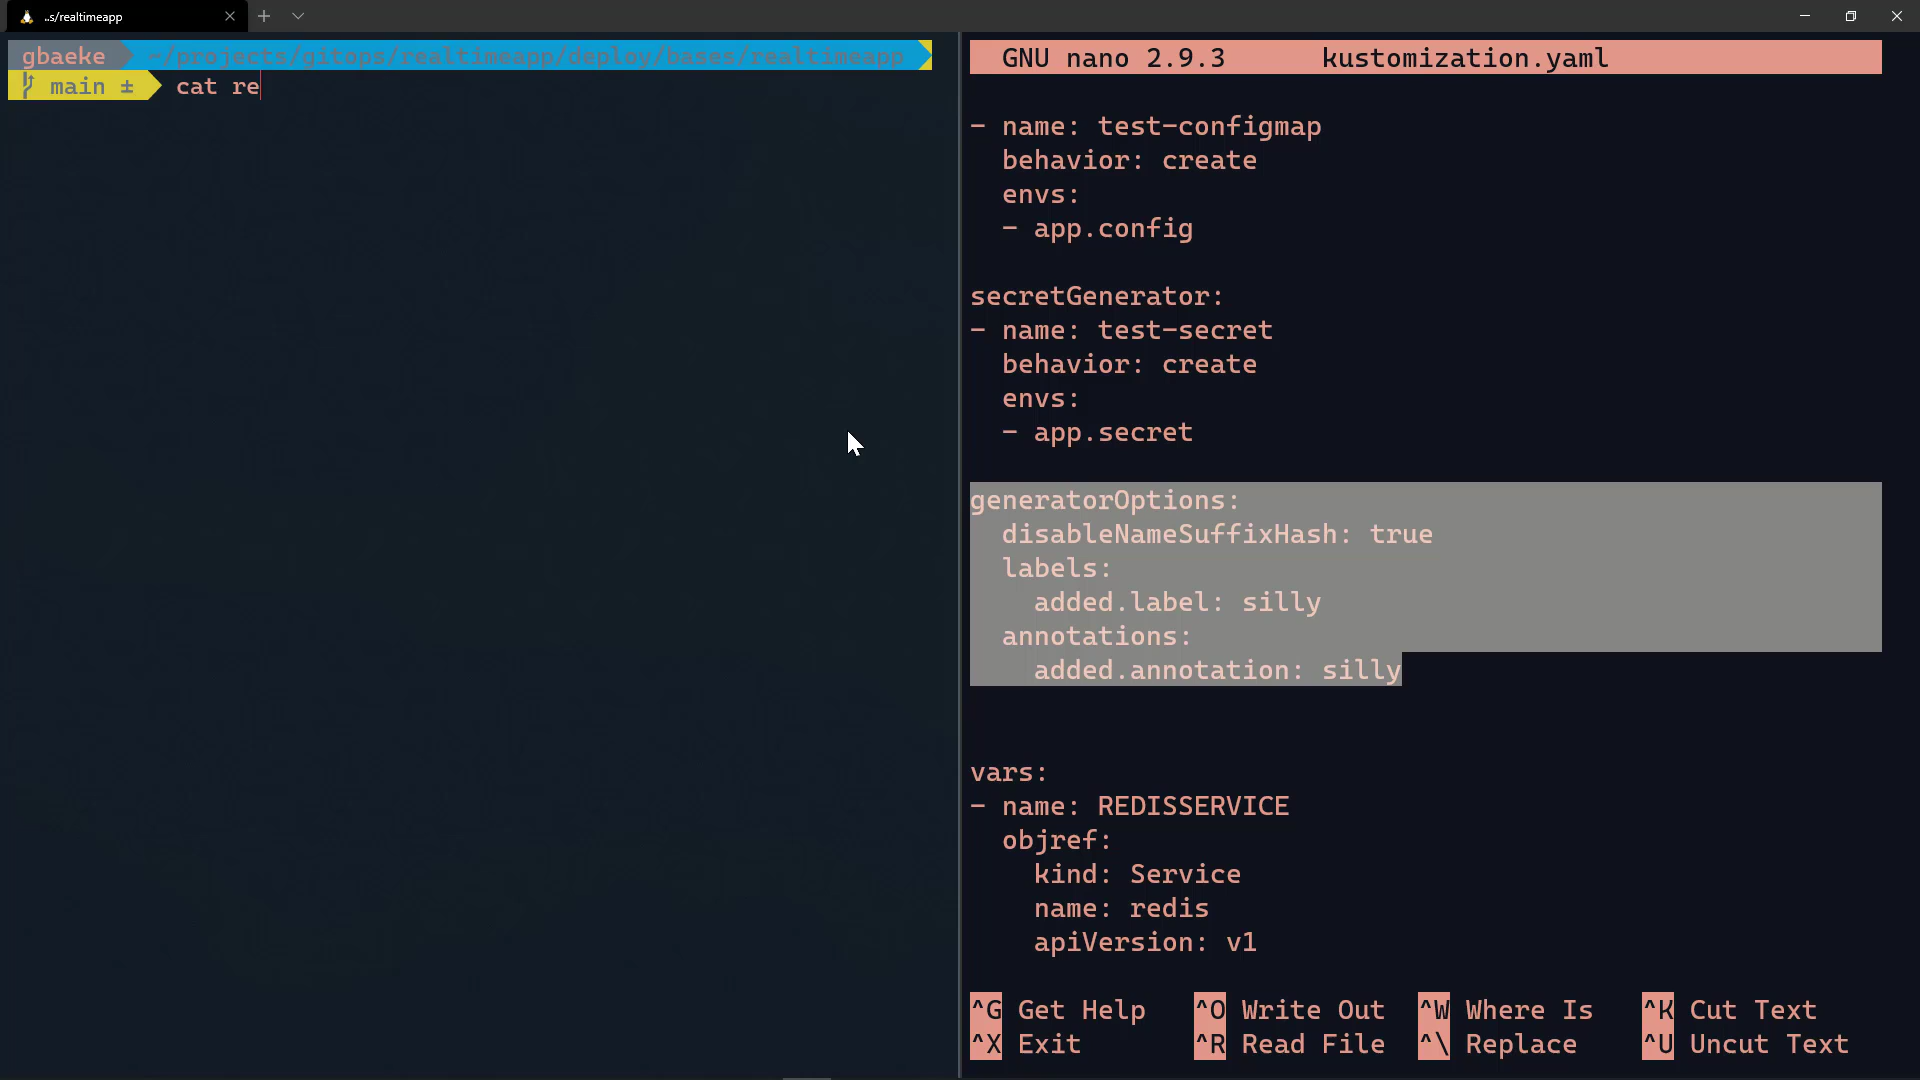 ..s/realtimeapp
gbaeke ~/projects/gitops/realtimeapp/deploy/bases/realtimeapp
main ± cat re
GNU nano 2.9.3 kustomization.yaml
- name: test-configmap
  behavior: create
  envs:
  - app.config
secretGenerator:
- name: test-secret
  behavior: create
  envs:
  - app.secret
generatorOptions:
  disableNameSuffixHash: true
  labels:
    added.label: silly
  annotations:
    added.annotation: silly
vars:
- name: REDISSERVICE
  objref:
    kind: Service
    name: redis
    apiVersion: v1
^G Get Help ^O Write Out ^W Where Is ^K Cut Text
^X Exit ^R Read File ^\ Replace ^U Uncut Text